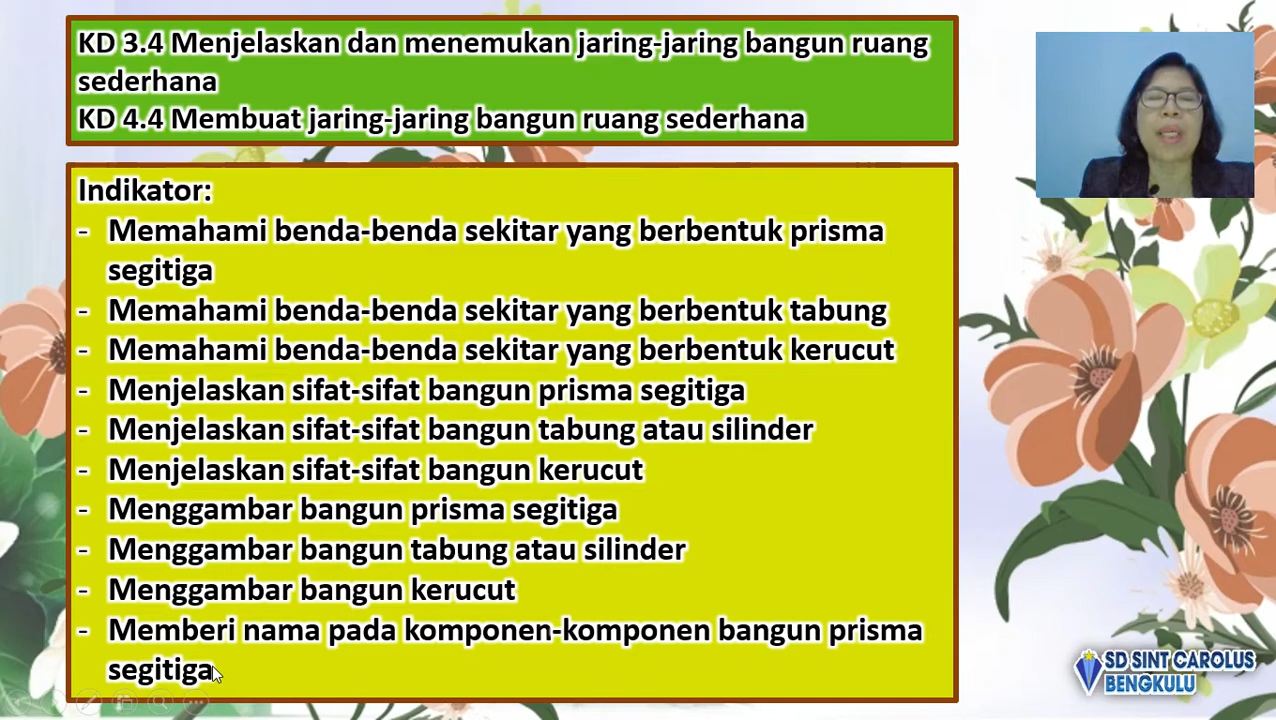 KD 3.4 Menjelaskan dan menemukan jaring-jaring bangun ruang
sederhana
KD 4.4 Membuat jaring-jaring bangun ruang sederhana
Indikator:
- Memahami benda-benda sekitar yang berbentuk prisma
segitiga
- Memahami benda-benda sekitar yang berbentuk tabung
- Memahami benda-benda sekitar yang berbentuk kerucut
- Menjelaskan sifat-sifat bangun prisma segitiga
- Menjelaskan sifat-sifat bangun tabung atau silinder
- Menjelaskan sifat-sifat bangun kerucut
- Menggambar bangun prisma segitiga
- Menggambar bangun tabung atau silinder
- Menggambar bangun kerucut
- Memberi nama pada komponen-komponen bangun prisma
segitiga
SD SINT CAROLUS
BENGKULU